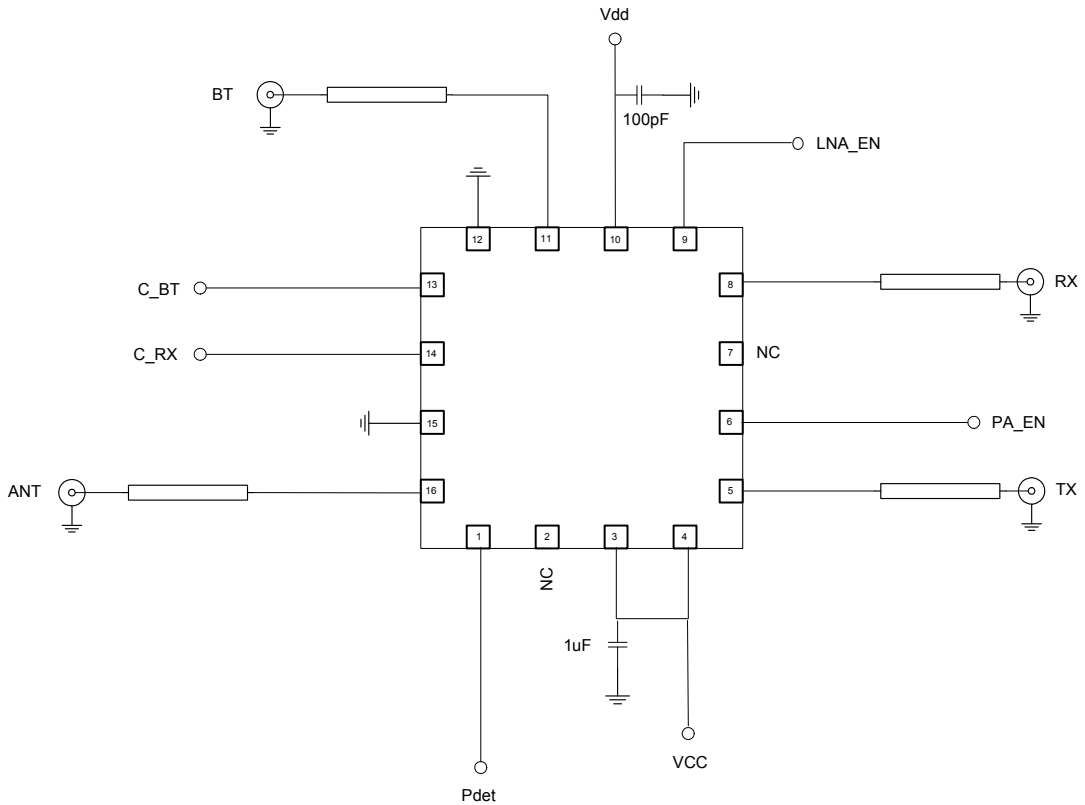 Vdd
BT
100pF
LNA_EN
12
11
10
9
C_BT
13
8
RX
C_RX
14
7
NC
15
6
PA_EN
ANT
16
5
TX
1
2
3
4
NC
1uF
VCC
Pdet